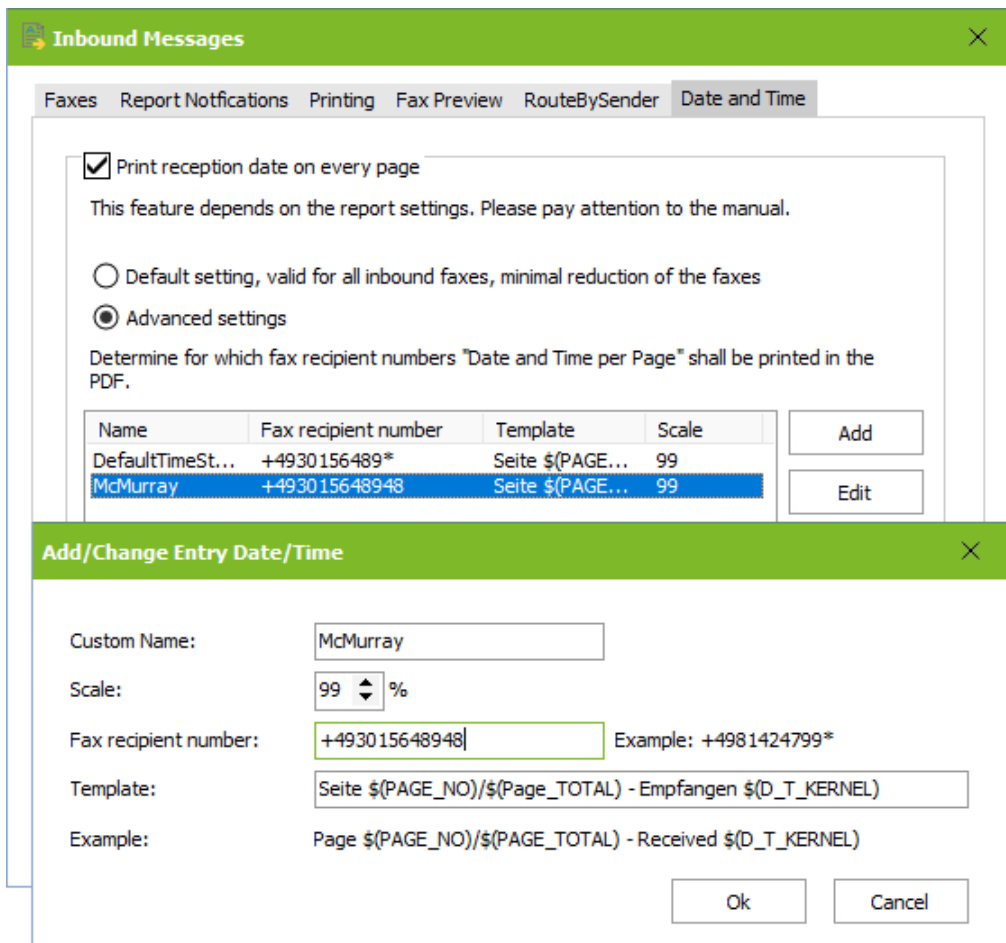 Inbound Messages
Faxes Report Notfications Printing Fax Preview RouteBySender Date and Time
Print reception date on every page
This feature depends on the report settings. Please pay attention to the manual.
Default setting, valid for all inbound faxes, minimal reduction of the faxes
Advanced settings
Determine for which fax recipient numbers "Date and Time per Page" shall be printed in the
PDF.
Name Fax recipient number Template Scale
DefaultTimeSt... +4930156489* Seite $(PAGE... 99
McMurray +493015648948 Seite $(PAGE... 99
Add
Edit
Add/Change Entry Date/Time
Custom Name: McMurray
Scale: 99 %
Fax recipient number: +493015648948 Example: +4981424799*
Template: Seite $(PAGE_NO)/$(Page_TOTAL) - Empfangen $(D_T_KERNEL)
Example: Page $(PAGE_NO)/$(PAGE_TOTAL) - Received $(D_T_KERNEL)
Ok Cancel